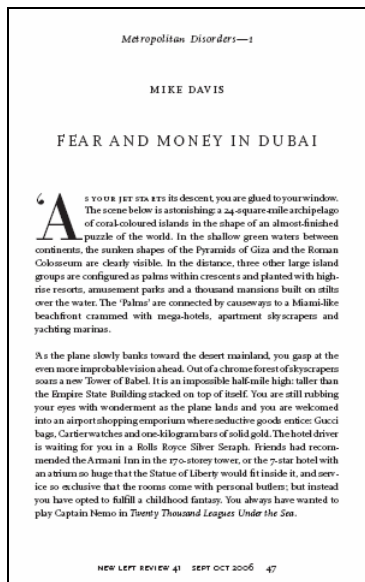 Metropolitan Disorders—1
MIKE DAVIS
FEAR AND MONEY IN DUBAI
‘AS YOUR JET STARTS its descent, you are glued to your window.
The scene below is astonishing: a 24-square-mile archipelago
of coral-coloured islands in the shape of an almost-finished
puzzle of the world. In the shallow green waters between
continents, the sunken shapes of the Pyramids of Giza and the Roman
Colosseum are clearly visible. In the distance, three other large island
groups are configured as palms within crescents and planted with high-
rise resorts, amusement parks and a thousand mansions built on stilts
over the water. The ‘Palms’ are connected by causeways to a Miami-like
beachfront crammed with mega-hotels, apartment skyscrapers and
yachting marinas.
‘As the plane slowly banks toward the desert mainland, you gasp at the
even more improbable vision ahead. Out of a chrome forest of skyscrapers
soars a new Tower of Babel. It is an impossible half-mile high: taller than
the Empire State Building stacked on top of itself. You are still rubbing
your eyes with wonderment as the plane lands and you are welcomed
into an airport shopping emporium where seductive goods entice: Gucci
bags, Cartier watches and one-kilogram bars of solid gold. The hotel driver
is waiting for you in a Rolls Royce Silver Seraph. Friends had recom-
mended the Armani Inn in the 170-storey tower, or the 7-star hotel with
an atrium so huge that the Statue of Liberty would fit inside it, and serv-
ice so exclusive that the rooms come with personal butlers; but instead
you have opted to fulfill a childhood fantasy. You always have wanted to
play Captain Nemo in Twenty Thousand Leagues Under the Sea.
NEW LEFT REVIEW 41 SEPT OCT 2006 47